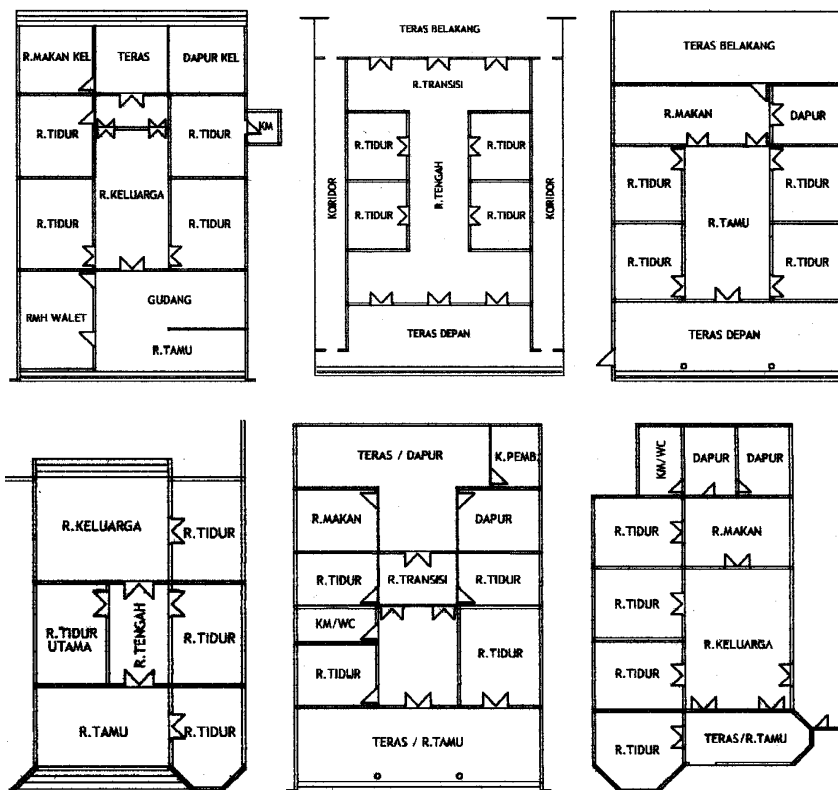 R.MAKAN KEL
TERAS
DAPUR KEL
R.TIDUR
R.TIDUR
KM
R.KELUARGA
R.TIDUR
R.TIDUR
GUDANG
RMH WALET
R.TAMU
TERAS BELAKANG
R.TRANSISI
R.TIDUR
R.TIDUR
KORIDOR
R.TENGAH
KORIDOR
R.TIDUR
R.TIDUR
TERAS DEPAN
TERAS BELAKANG
R.MAKAN
DAPUR
R.TIDUR
R.TIDUR
R.TAMU
R.TIDUR
R.TIDUR
TERAS DEPAN
R.KELUARGA
R.TIDUR
R.TIDUR
UTAMA
R.TENGAH
R.TIDUR
R.TAMU
R.TIDUR
TERAS / DAPUR
K.PEMB.
R.MAKAN
DAPUR
R.TIDUR
R.TRANSISI
R.TIDUR
KM/WC
R.TIDUR
R.TIDUR
TERAS / R.TAMU
KM/WC
DAPUR
DAPUR
R.TIDUR
R.MAKAN
R.TIDUR
R.KELUARGA
R.TIDUR
R.TIDUR
TERAS/R.TAMU